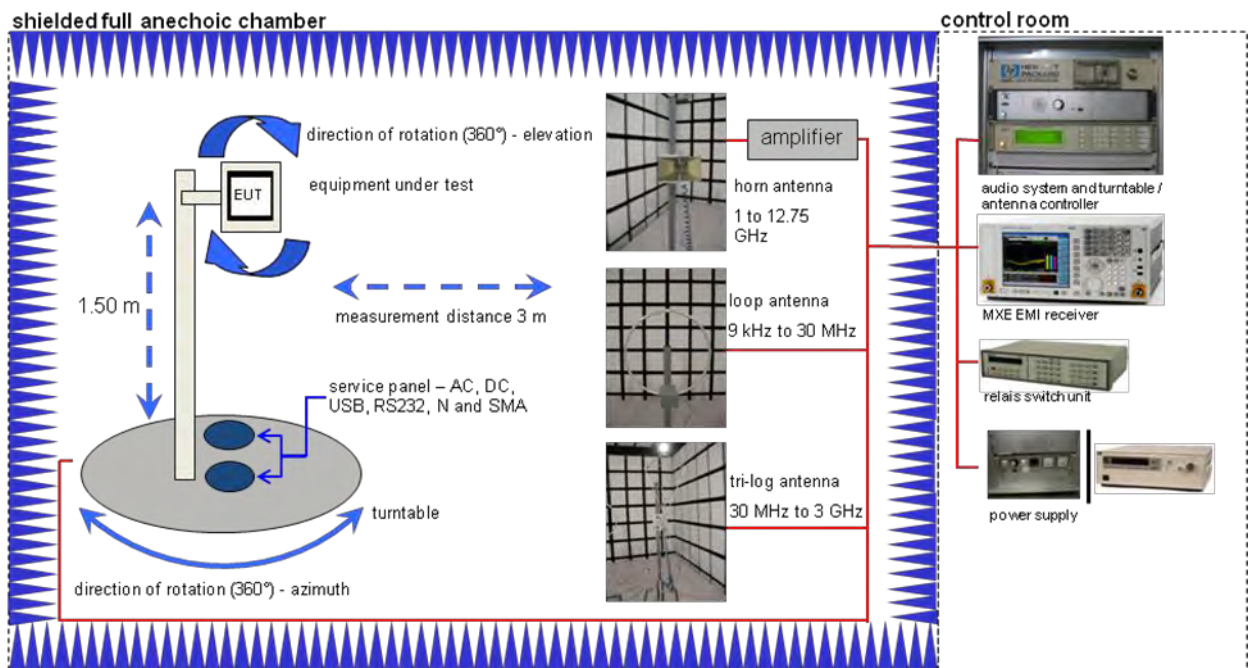 shielded full anechoic chamber
control room
direction of rotation (360°) - elevation
EUT
equipment under test
1.50 m
measurement distance 3 m
service panel – AC, DC,
USB, RS232, N and SMA
turntable
direction of rotation (360°) - azimuth
amplifier
horn antenna
1 to 12.75
GHz
loop antenna
9 kHz to 30 MHz
tri-log antenna
30 MHz to 3 GHz
hp
HEWLETT
PACKARD
audio system and turntable /
antenna controller
MXE EMI receiver
relais switch unit
power supply